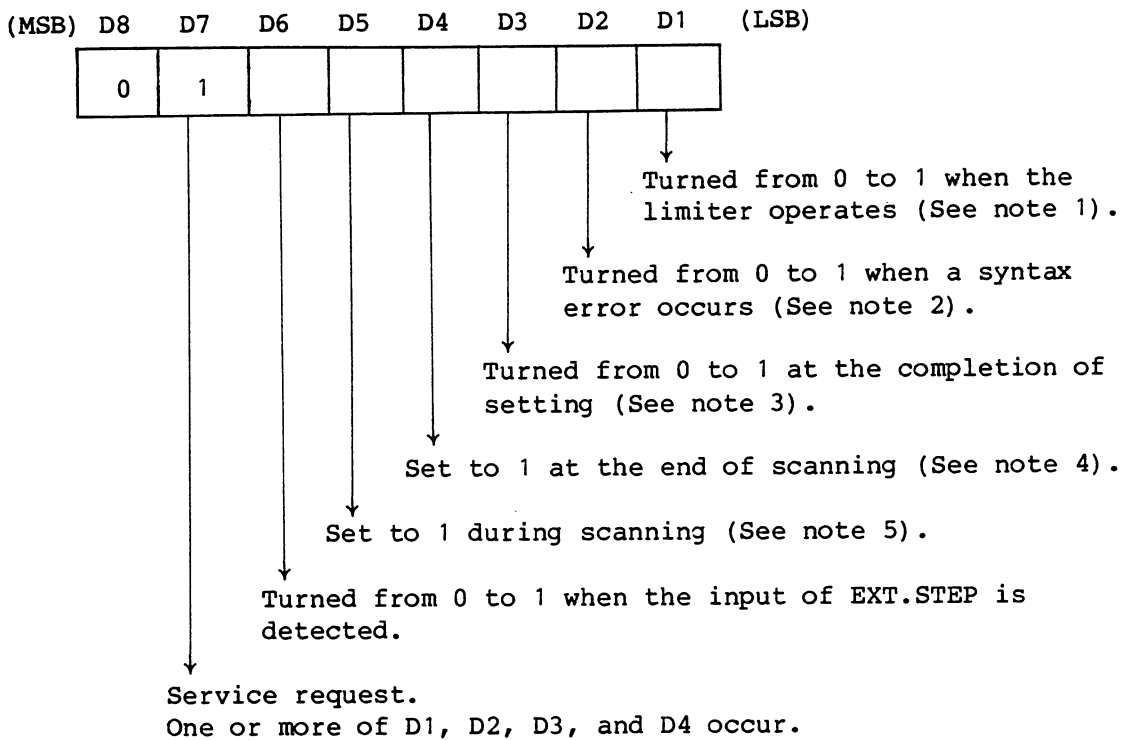 (MSB) D8 D7 D6 D5 D4 D3 D2 D1 (LSB)
0 1
Turned from 0 to 1 when the
limiter operates (See note 1).
Turned from 0 to 1 when a syntax
error occurs (See note 2).
Turned from 0 to 1 at the completion of
setting (See note 3).
Set to 1 at the end of scanning (See note 4).
Set to 1 during scanning (See note 5).
Turned from 0 to 1 when the input of EXT.STEP is
detected.
Service request.
One or more of D1, D2, D3, and D4 occur.